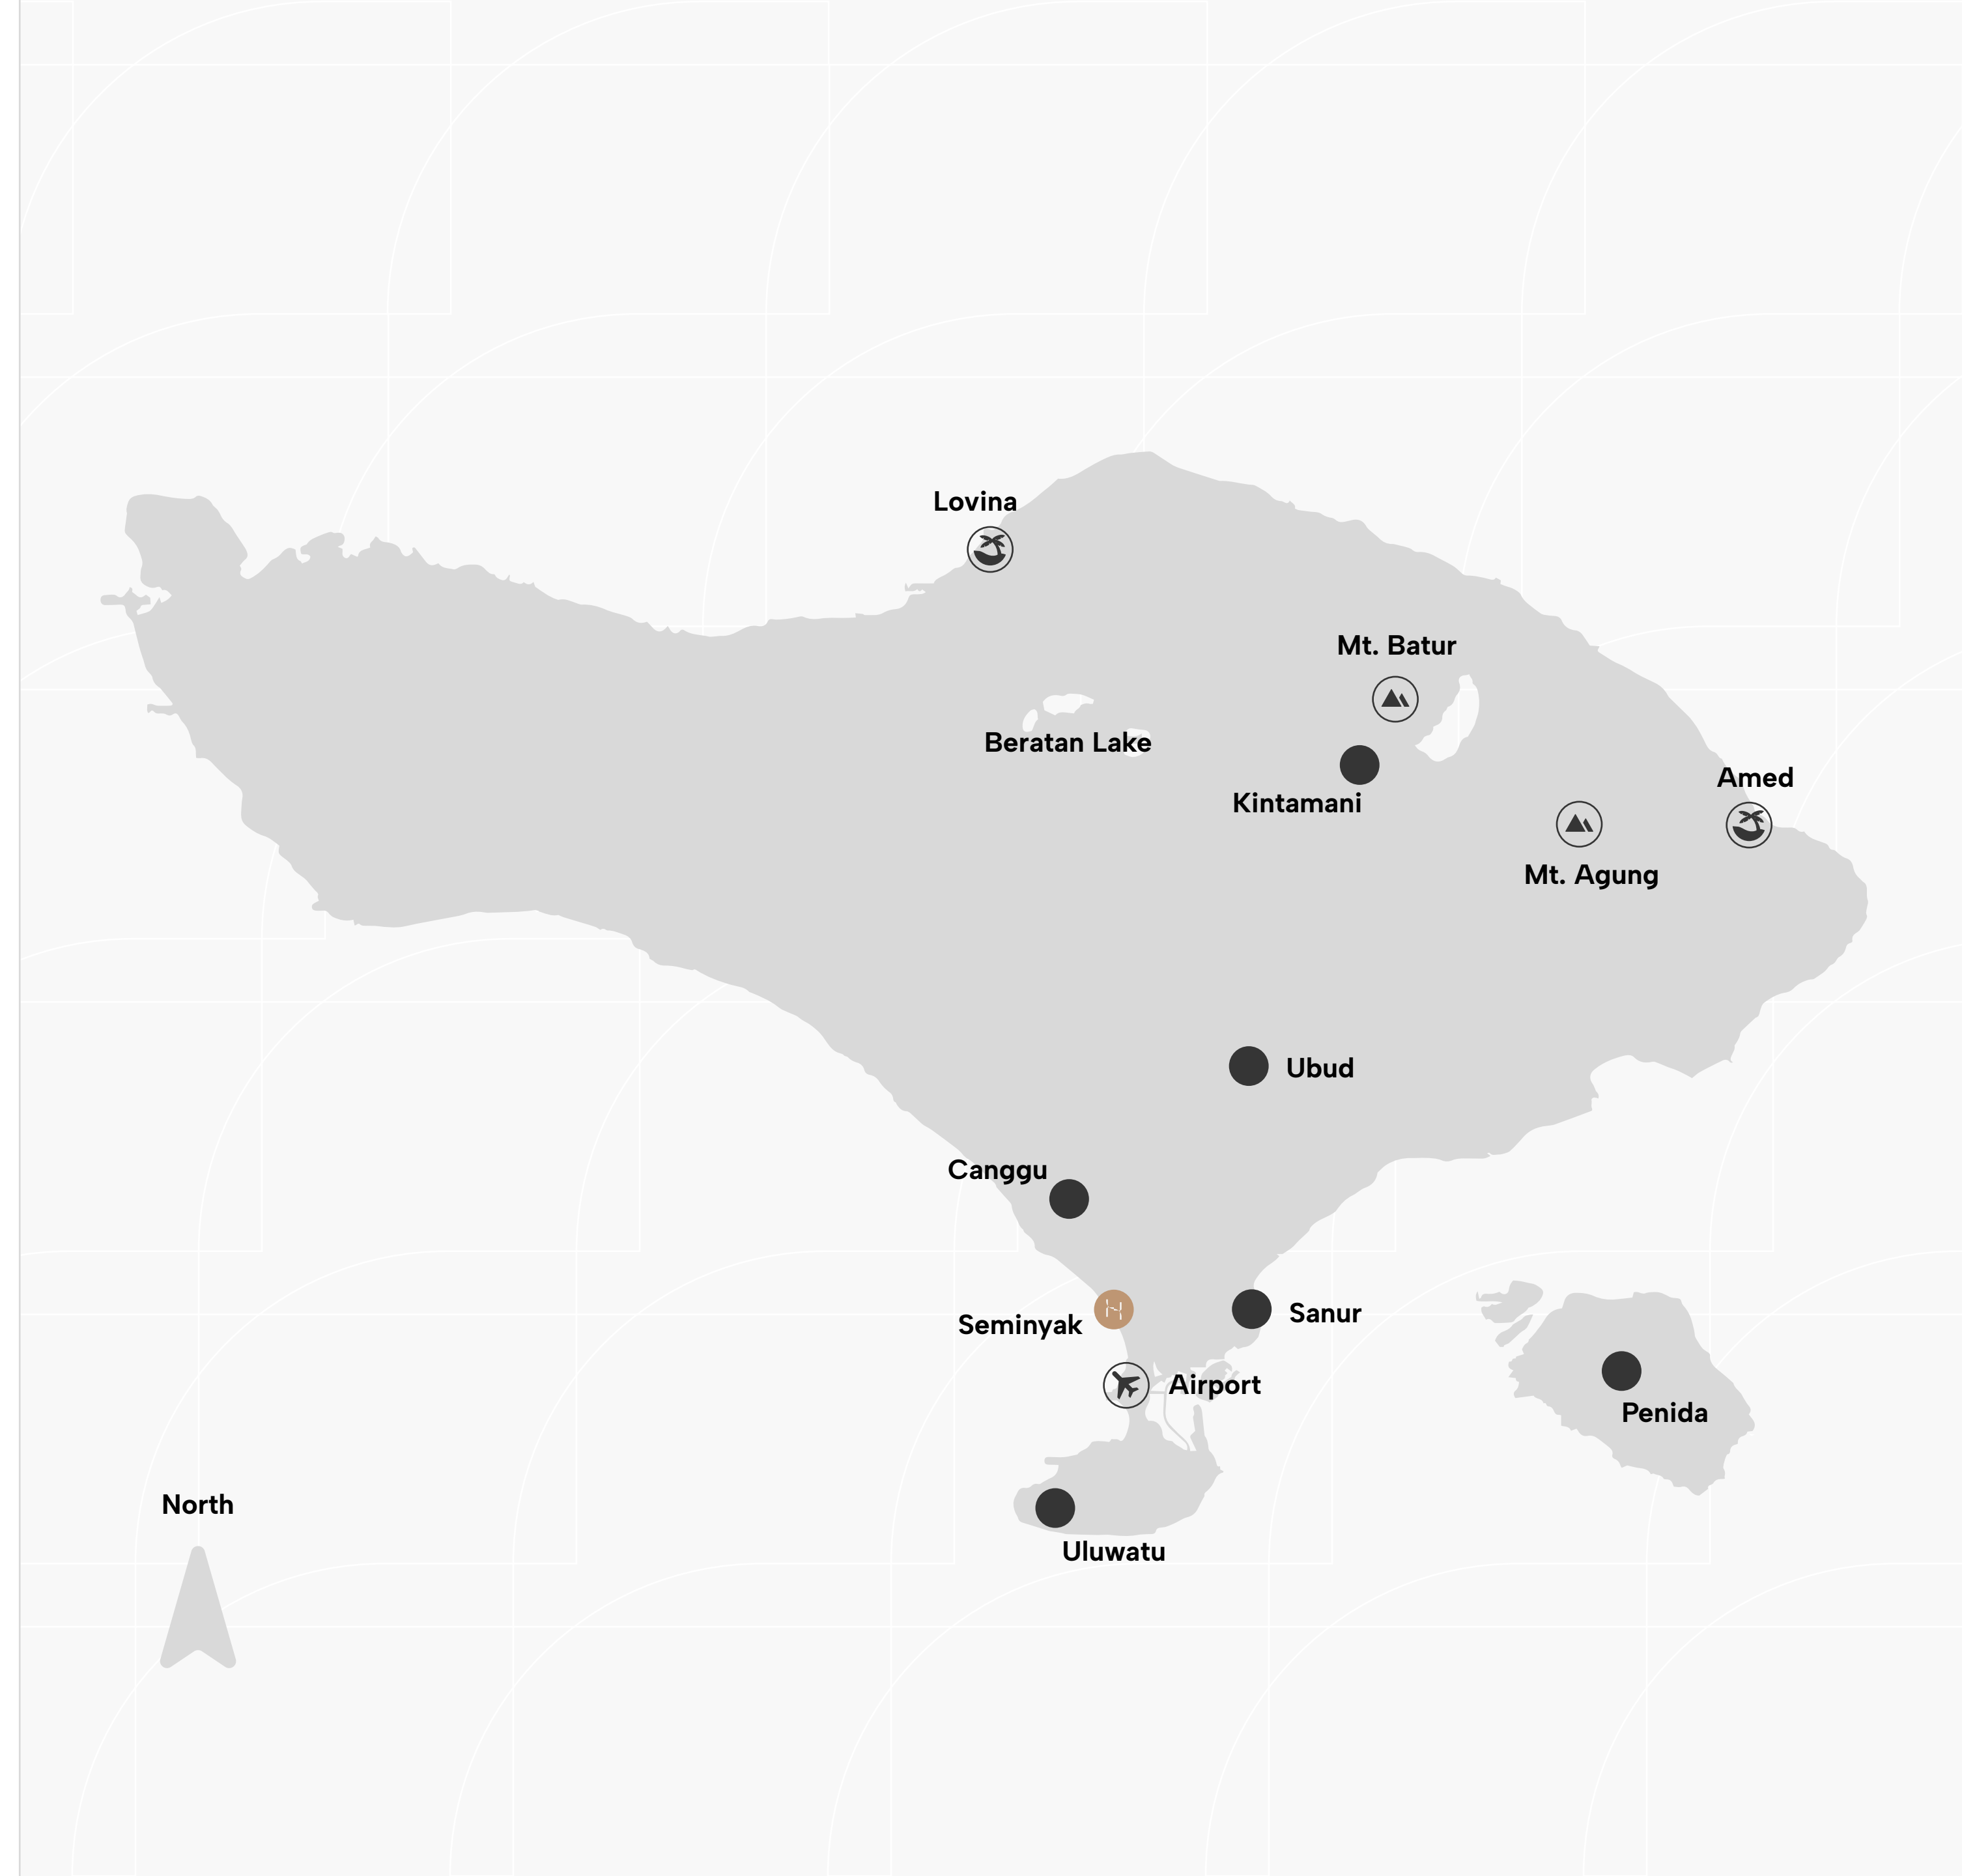 Lovina
Mt. Batur
Beratan Lake
Amed
Kintamani
Mt. Agung
Ubud
Canggu
Sanur
Seminyak
Airport
Penida
North
Uluwatu